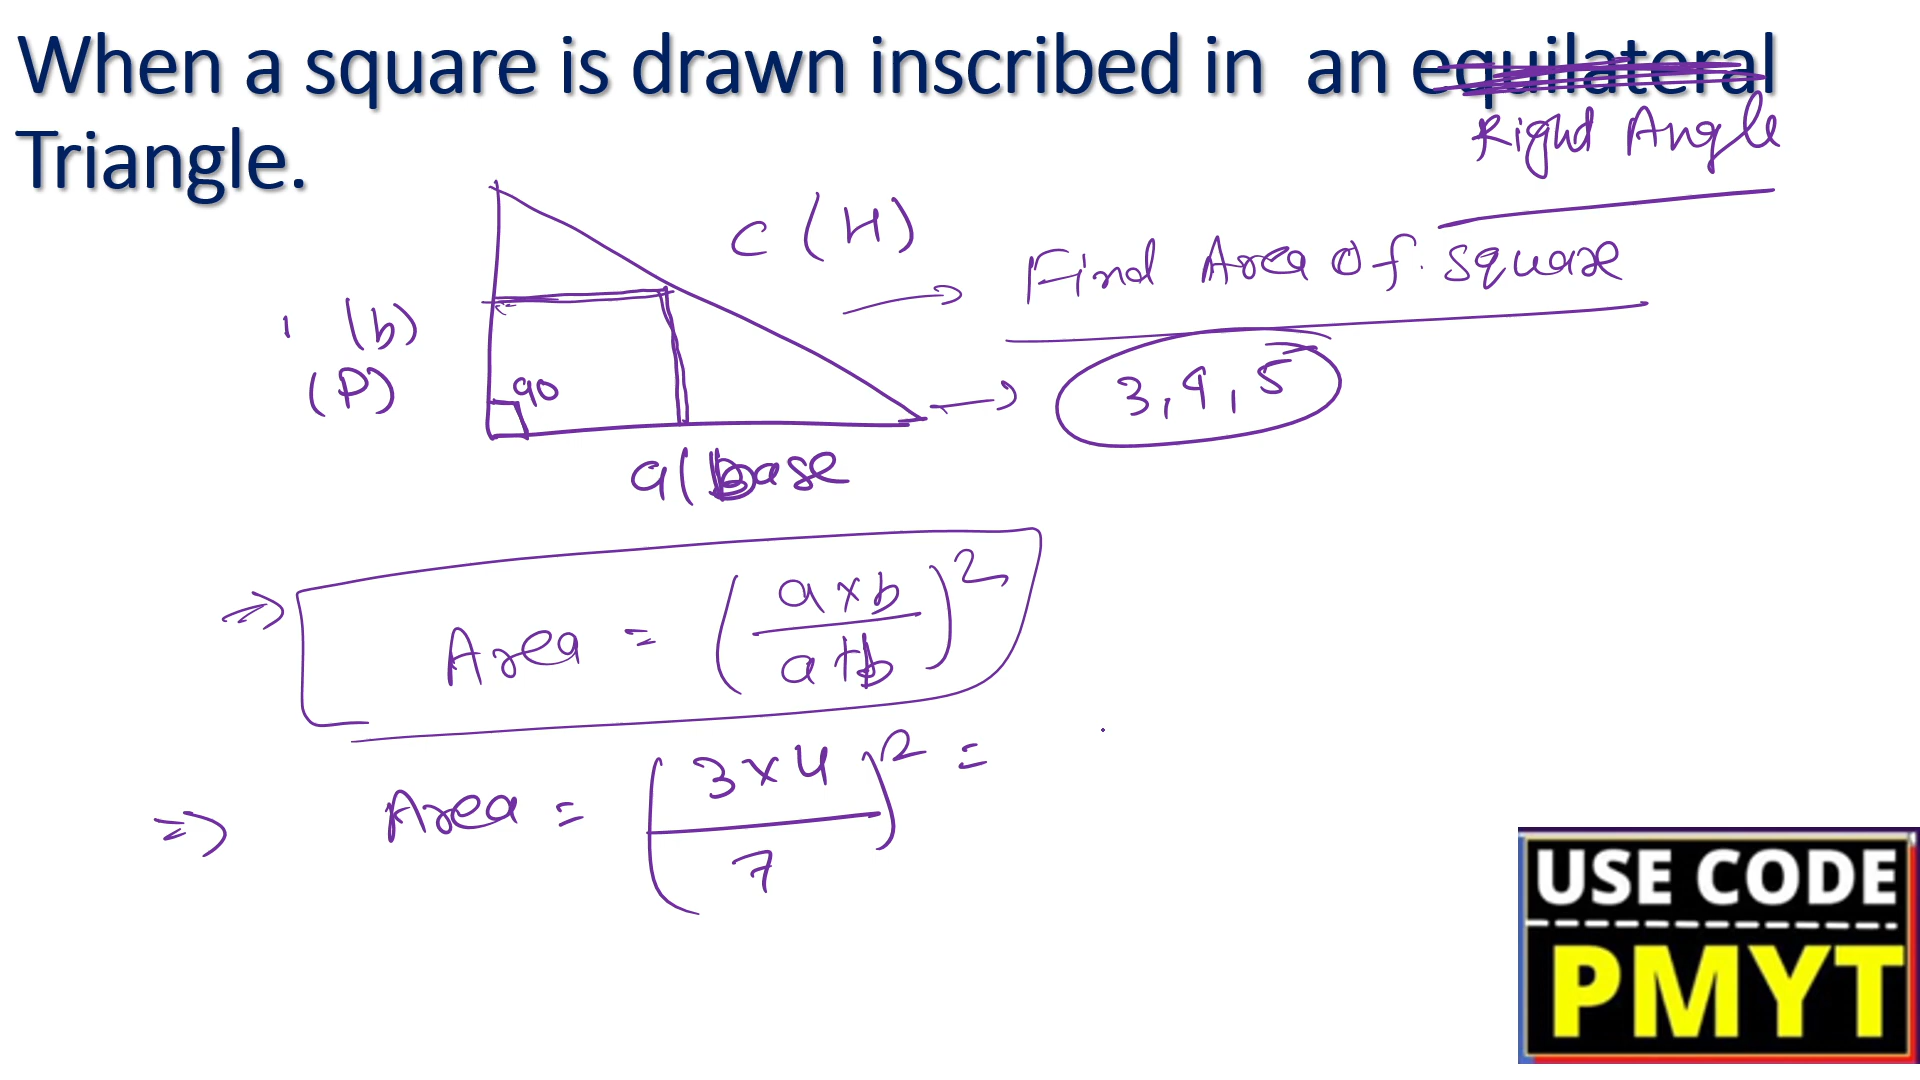 When a square is drawn inscribed in an equilateral
Right Angle
Triangle.
C (H)
Find Area of square
(b)
(P)
90
3, 4, 5
a(base
⇒ Area = (a×b/a+b)²
⇒ Area = (3×4/7)² =
USE CODE
PMYT